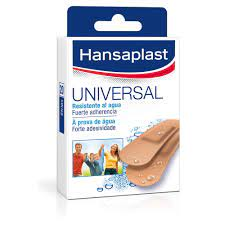 Hansaplast
UNIVERSAL
Resistente al agua
Fuerte adherencia
À prova de água
Forte adesividade